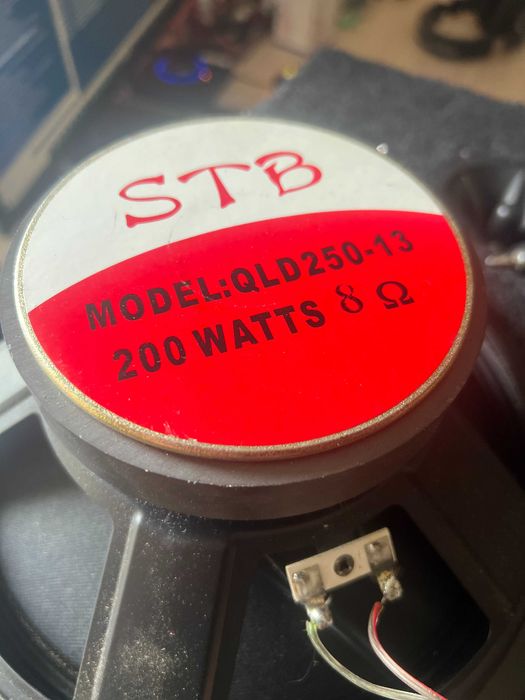 STB
MODEL:QLD250-13
200 WATTS 8 Ω